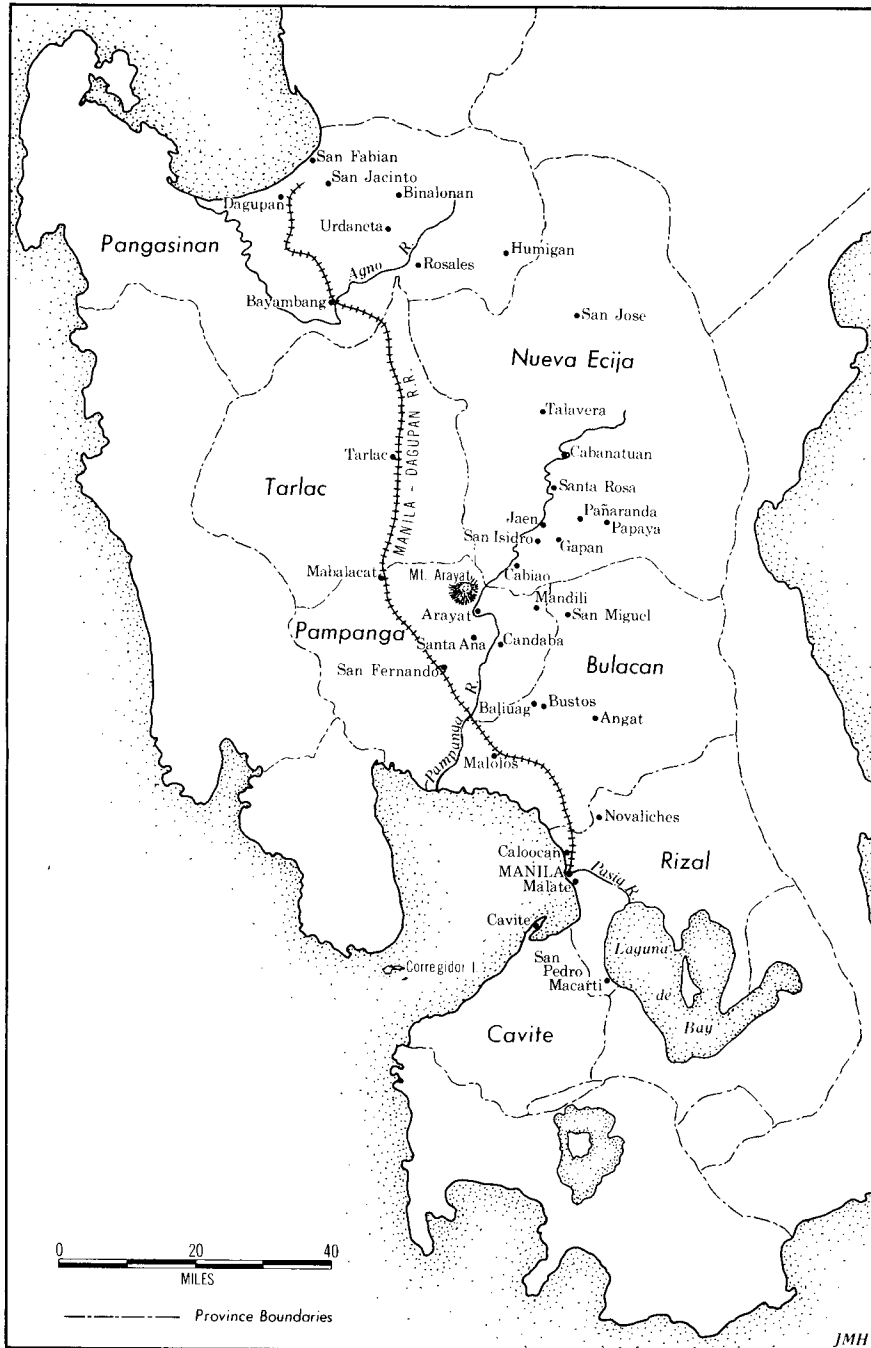 San Fabian
San Jacinto
Dagupan
Binalonan
Urdaneta
Pangasinan
Agno R.
Rosales
Humigan
Bayambang
San Jose
Nueva Ecija
MANILA - DAGUPAN R.R.
Talavera
Tarlac
Cabanatuan
Tarlac
Santa Rosa
Jaen
Pañaranda
Papaya
San Isidro
Gapan
Mabalacat
Mt. Arayat
Cabiao
Mandili
Arayat
San Miguel
Pampanga
Santa Aña
Candaba
San Fernando
Bulacan
Pampanga R.
Baliuag
Bustos
Angat
Malolos
Novaliches
Caloocan
Rizal
MANILA
Malate
Pasig R.
Cavite
Laguna
de
Bay
San
Pedro
Macarti
Corregidor I.
Cavite
0 20 40
MILES
Province Boundaries
JMH